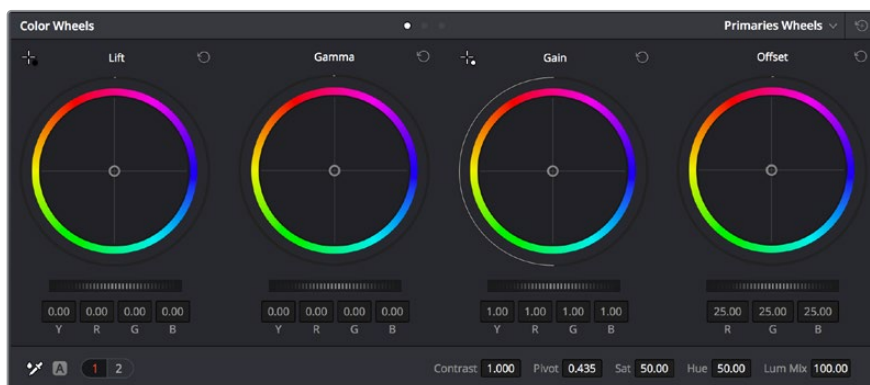 Color Wheels Primaries Wheels
Lift Gamma Gain Offset
0.00 0.00 0.00 0.00 0.00 0.00 0.00 0.00 1.00 1.00 1.00 1.00 25.00 25.00 25.00
Y R G B Y R G B Y R G B R G B
A 1 2 Contrast 1.000 Pivot 0.435 Sat 50.00 Hue 50.00 Lum Mix 100.00